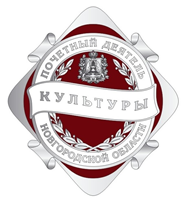 ПОЧЕТНЫЙ ДЕЯТЕЛЬ
КУЛЬТУРЫ
НОВГОРОДСКОЙ ОБЛАСТИ